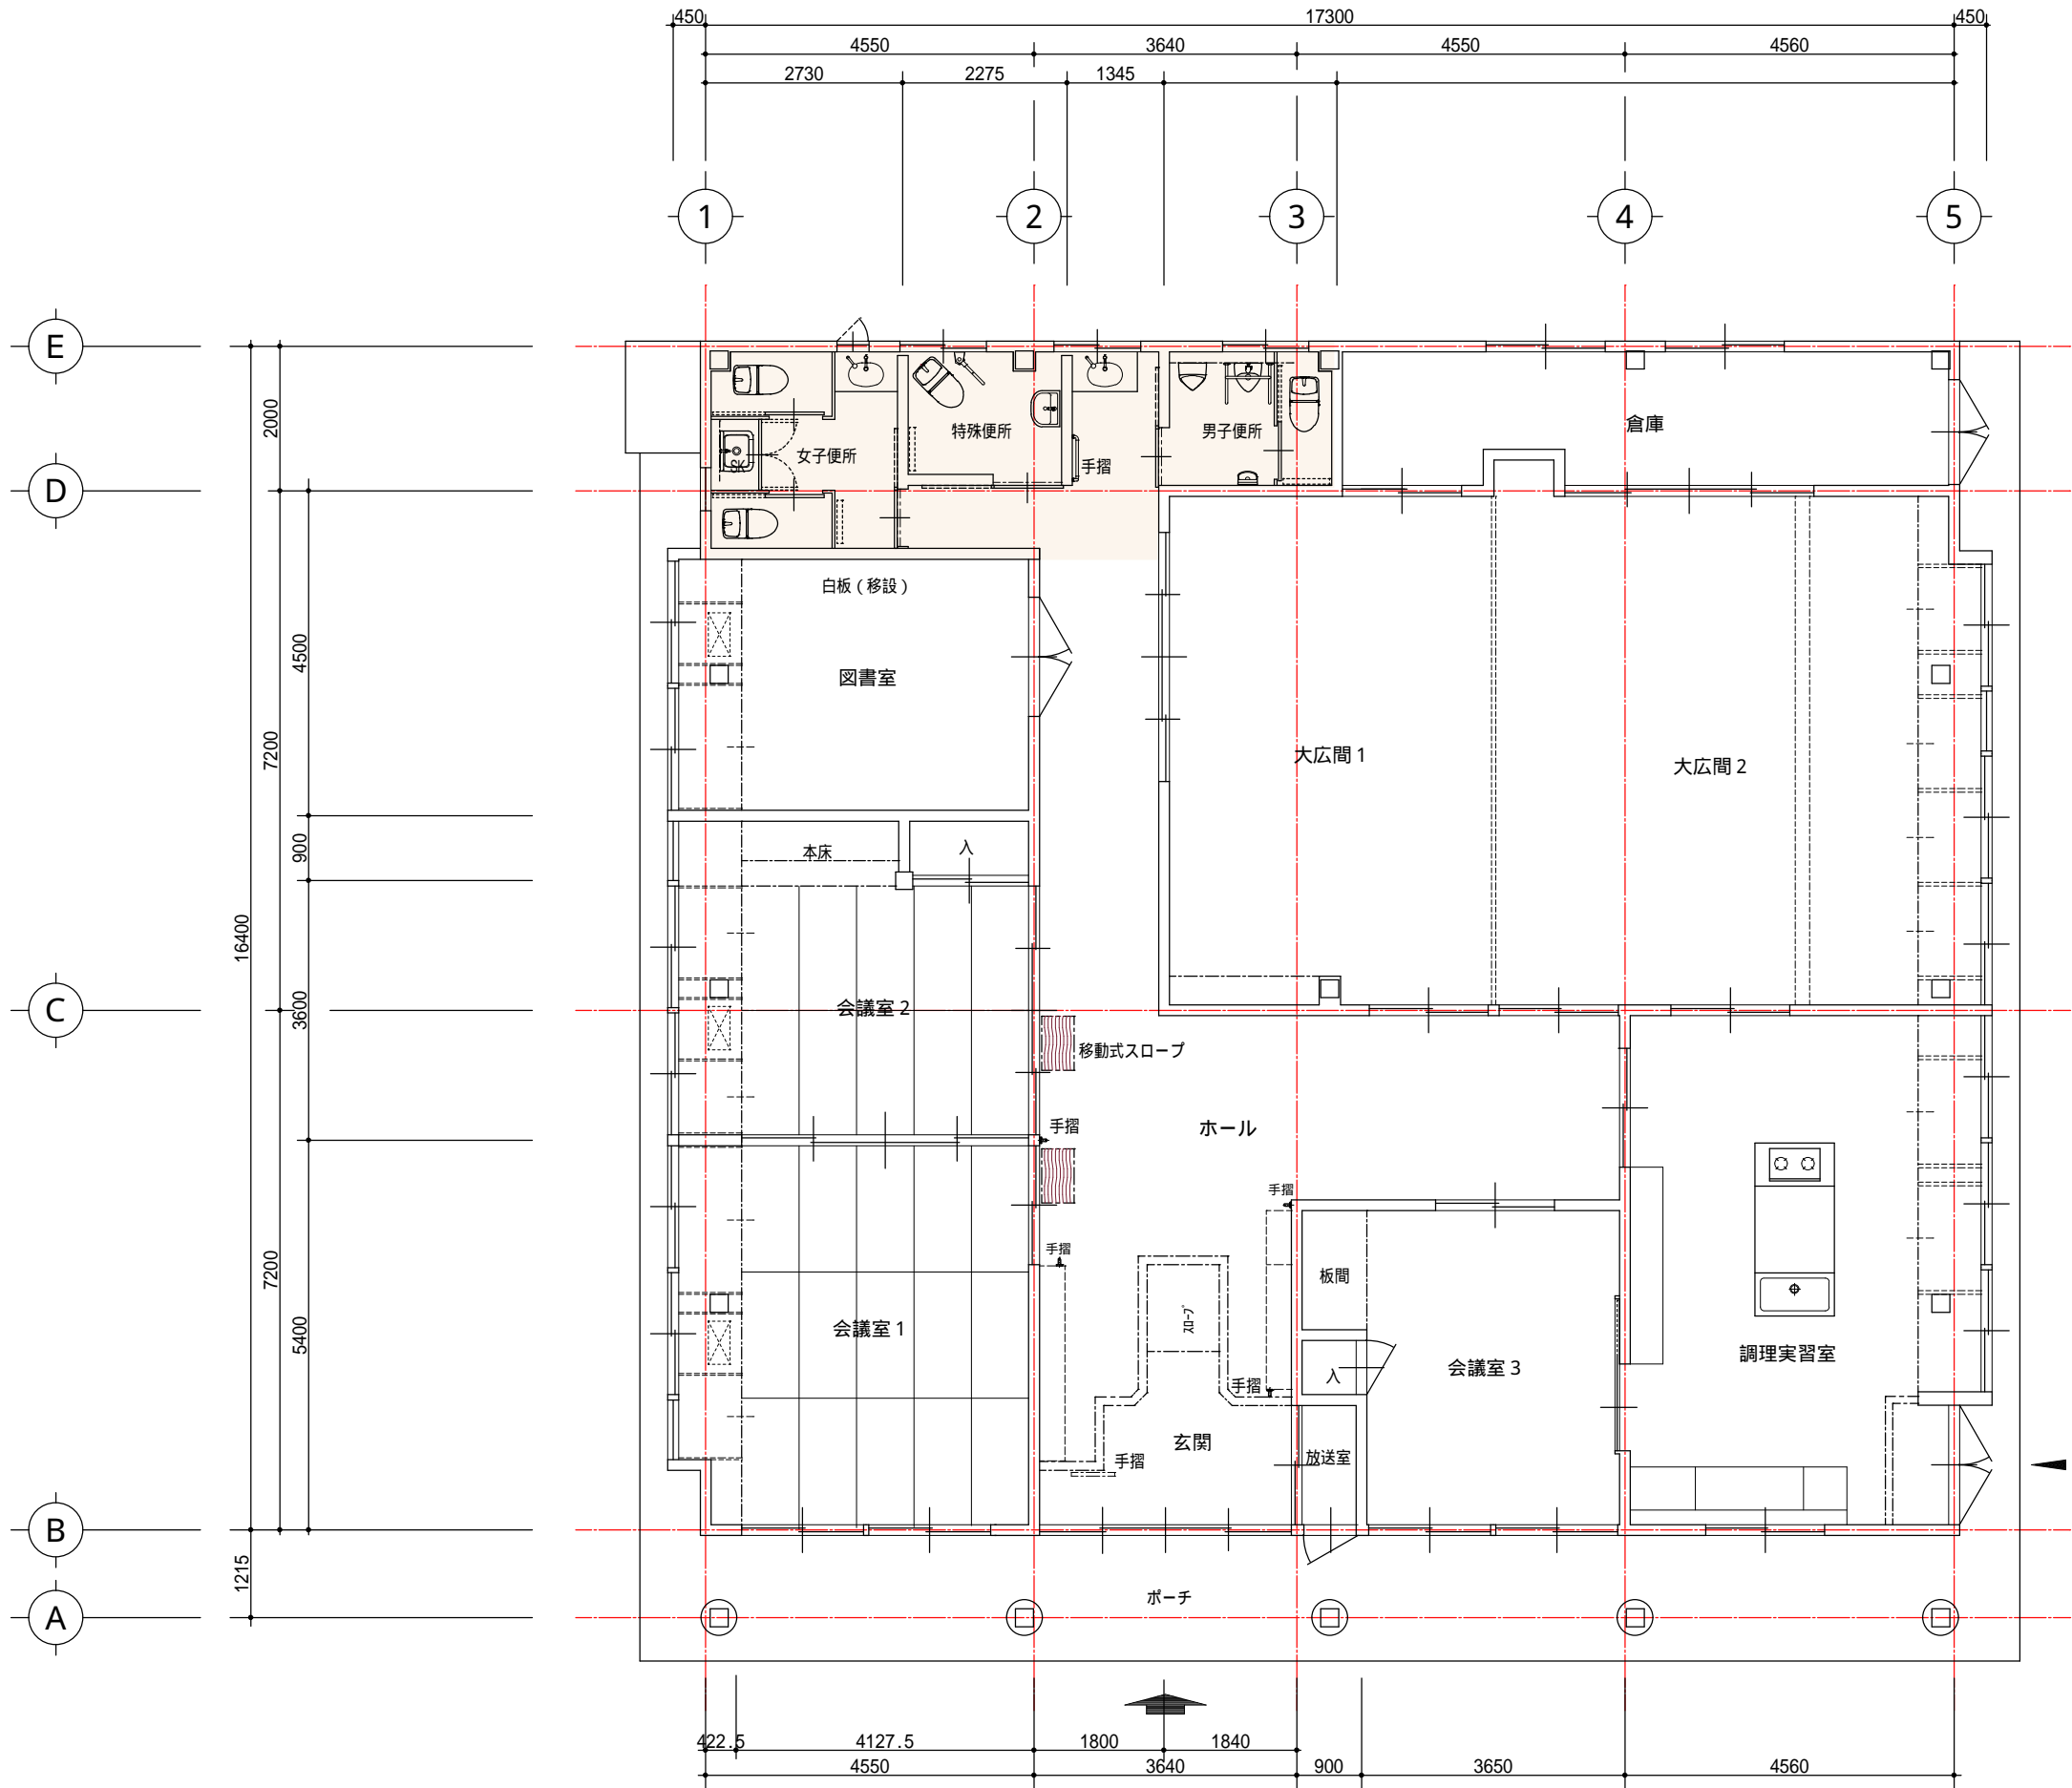 450 17300 450
4550 3640 4550 4560
2730 2275 1345
1 2 3 4 5
E
D
C
B
A
2000
4500
7200
900
16400
3600
7200
5400
1215
特殊便所
男子便所
倉庫
女子便所
手摺
SK
白板(移設)
図書室
大広間1
大広間2
本床
入
会議室2
移動式スロープ
手摺
ホール
手摺
手摺
板間
スロープ
会議室1
調理実習室
会議室3
入
手摺
玄関
放送室
手摺
ポーチ
422.5 4127.5 1800 1840
4550 3640 900 3650 4560